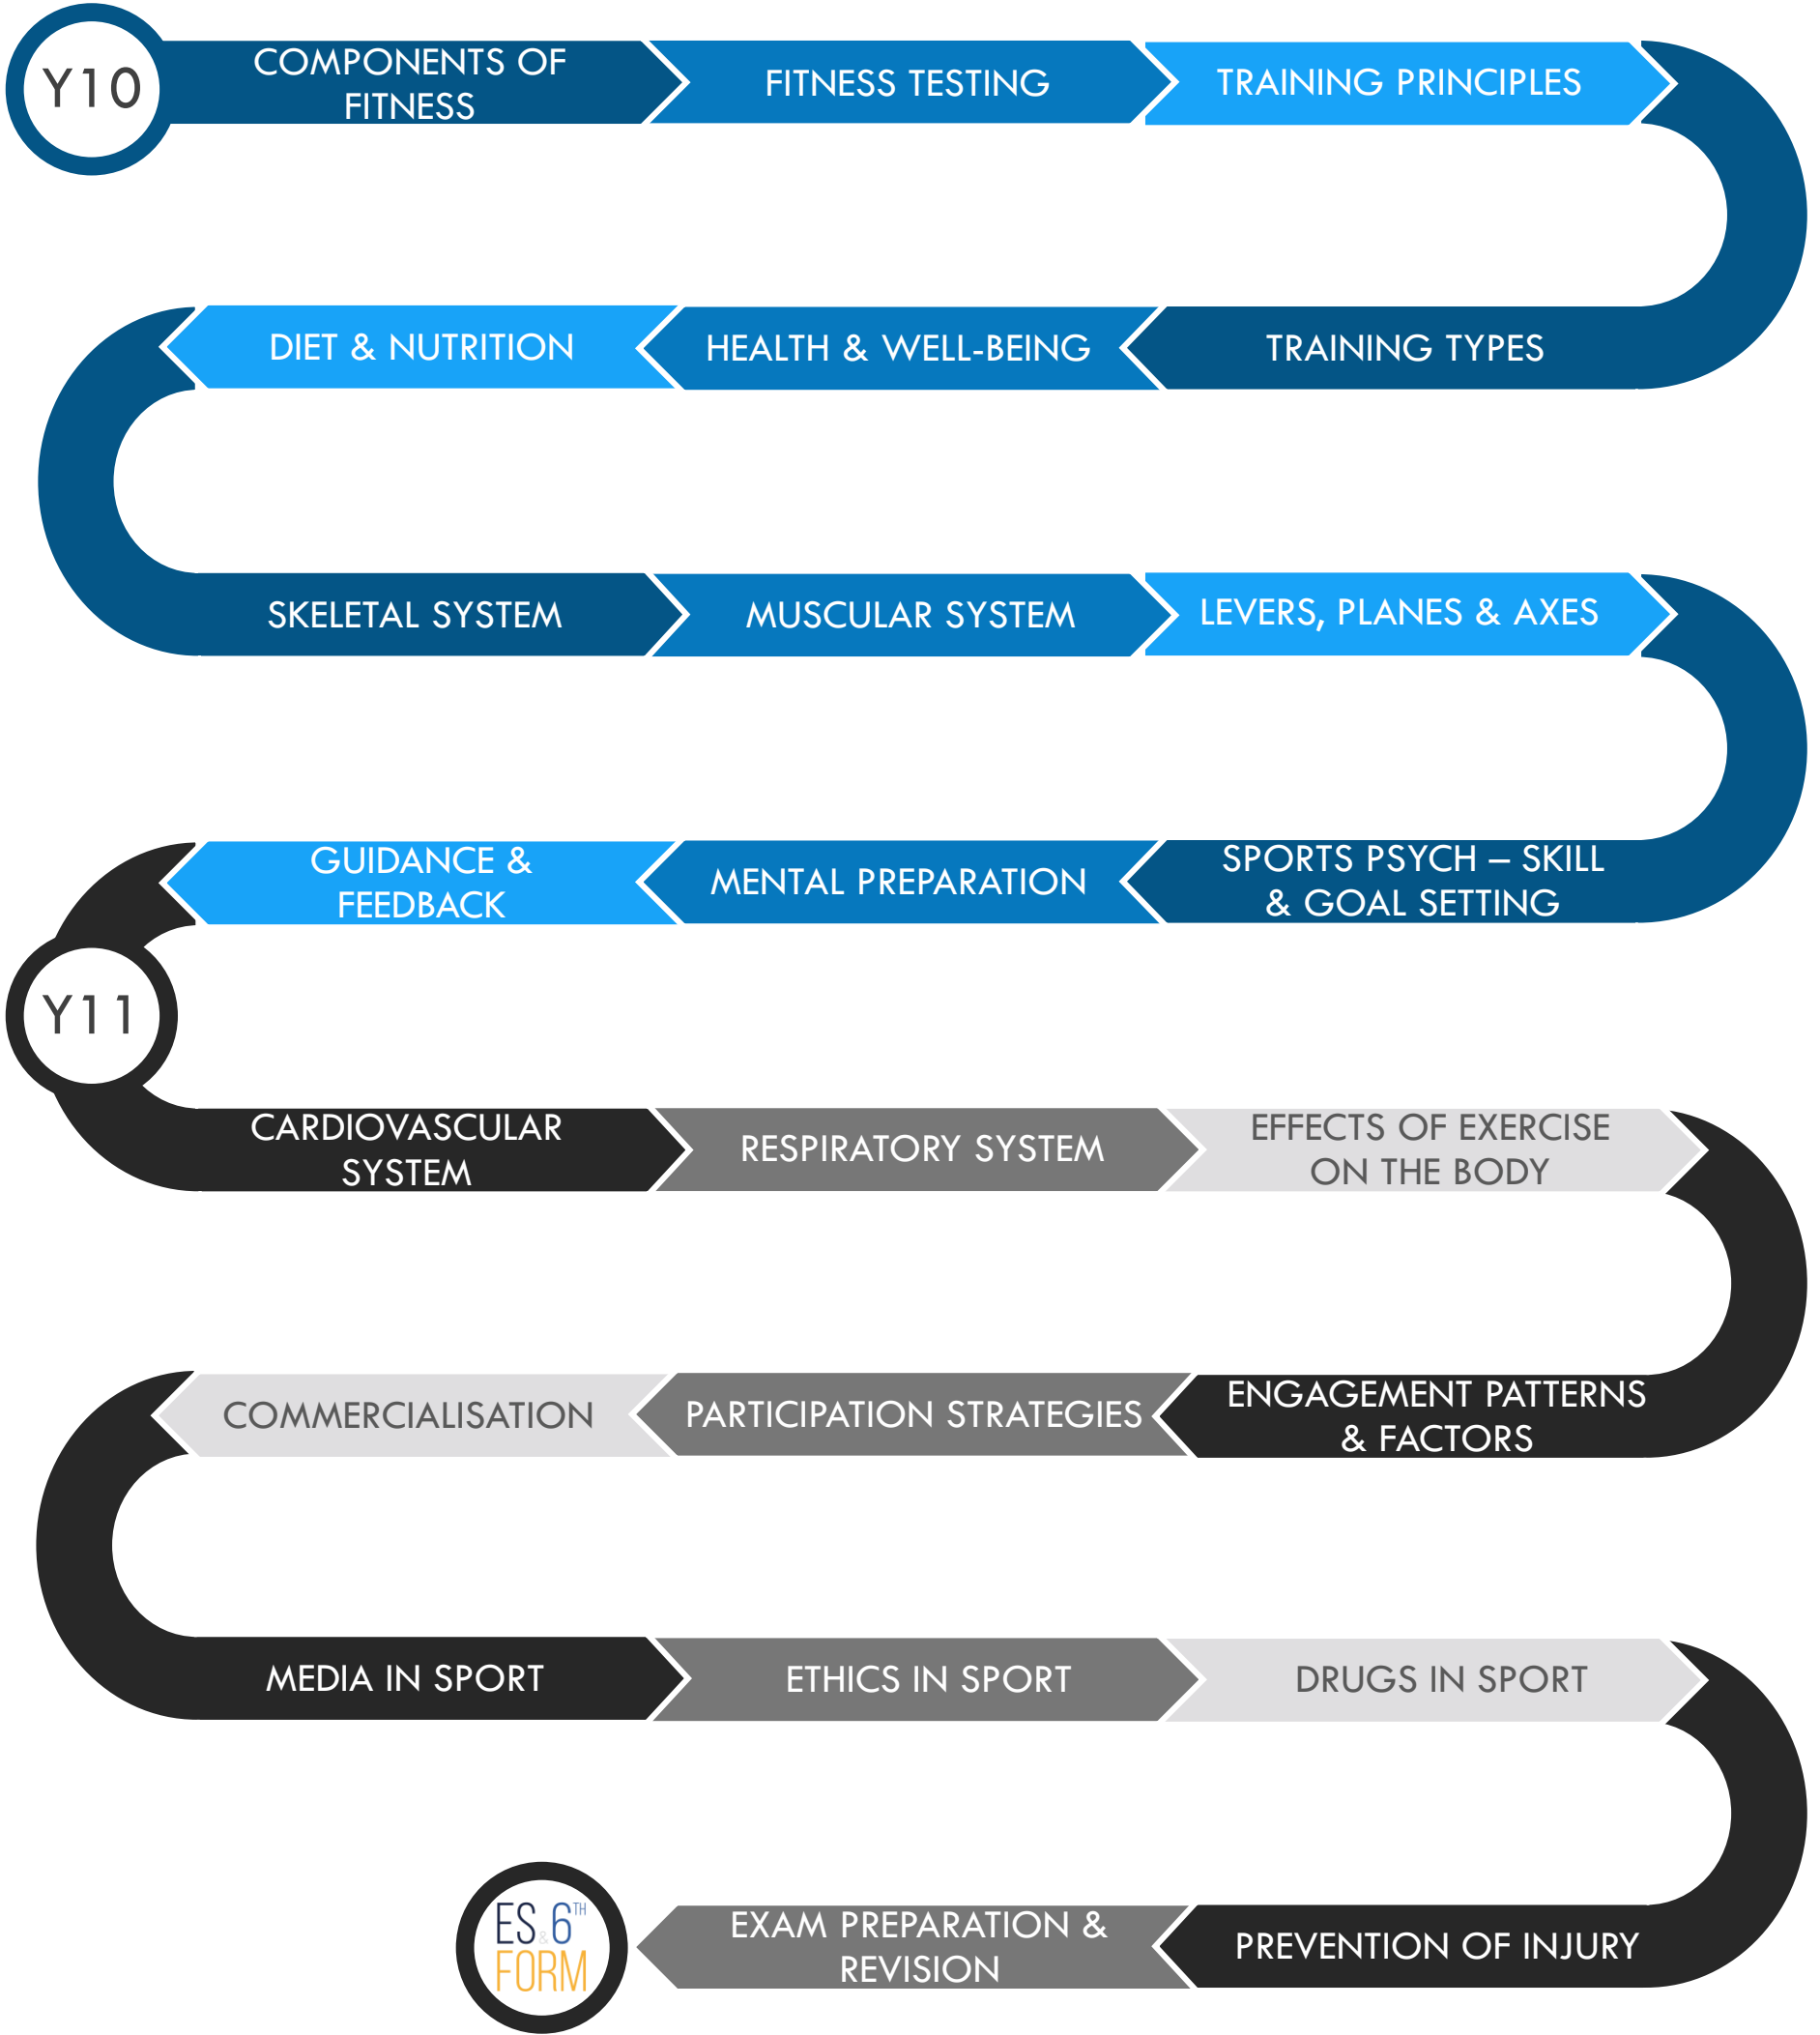 Y10
COMPONENTS OF
FITNESS
FITNESS TESTING
TRAINING PRINCIPLES
TRAINING TYPES
HEALTH & WELL-BEING
DIET & NUTRITION
SKELETAL SYSTEM
MUSCULAR SYSTEM
LEVERS, PLANES & AXES
SPORTS PSYCH – SKILL
& GOAL SETTING
MENTAL PREPARATION
GUIDANCE &
FEEDBACK
Y11
CARDIOVASCULAR
SYSTEM
RESPIRATORY SYSTEM
EFFECTS OF EXERCISE
ON THE BODY
ENGAGEMENT PATTERNS
& FACTORS
PARTICIPATION STRATEGIES
COMMERCIALISATION
MEDIA IN SPORT
ETHICS IN SPORT
DRUGS IN SPORT
PREVENTION OF INJURY
EXAM PREPARATION &
REVISION
ES&6TH
FORM